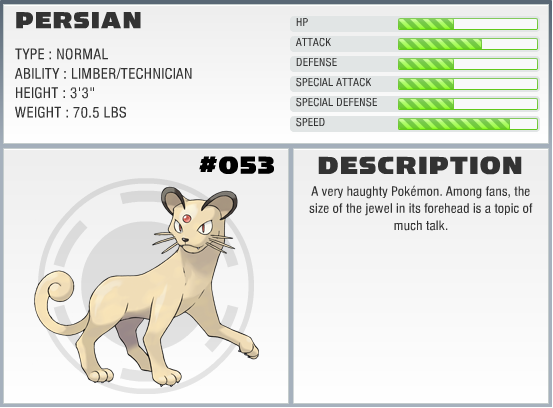 PERSIAN
TYPE : NORMAL
ABILITY : LIMBER/TECHNICIAN
HEIGHT : 3'3"
WEIGHT : 70.5 LBS
HP
ATTACK
DEFENSE
SPECIAL ATTACK
SPECIAL DEFENSE
SPEED
#053
DESCRIPTION
A very haughty Pokémon. Among fans, the
size of the jewel in its forehead is a topic of
much talk.